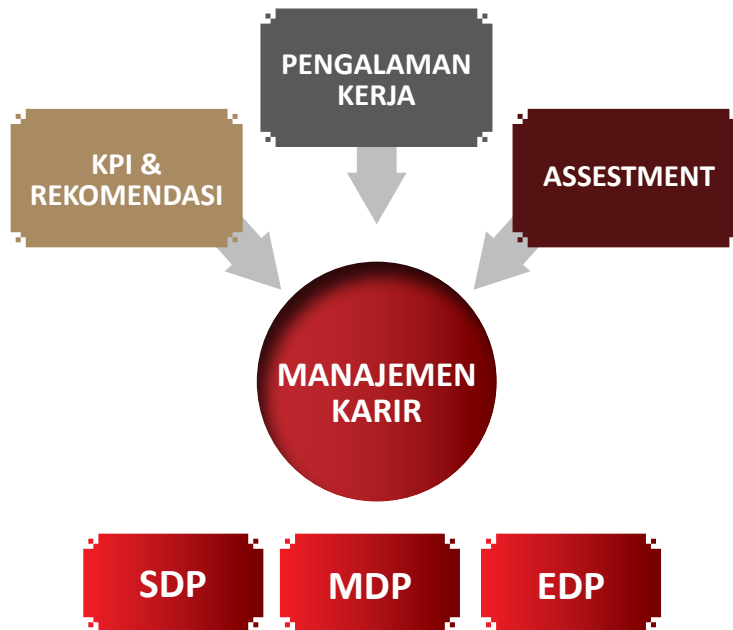 PENGALAMAN
KERJA
KPI &
REKOMENDASI
ASSESTMENT
MANAJEMEN
KARIR
SDP
MDP
EDP